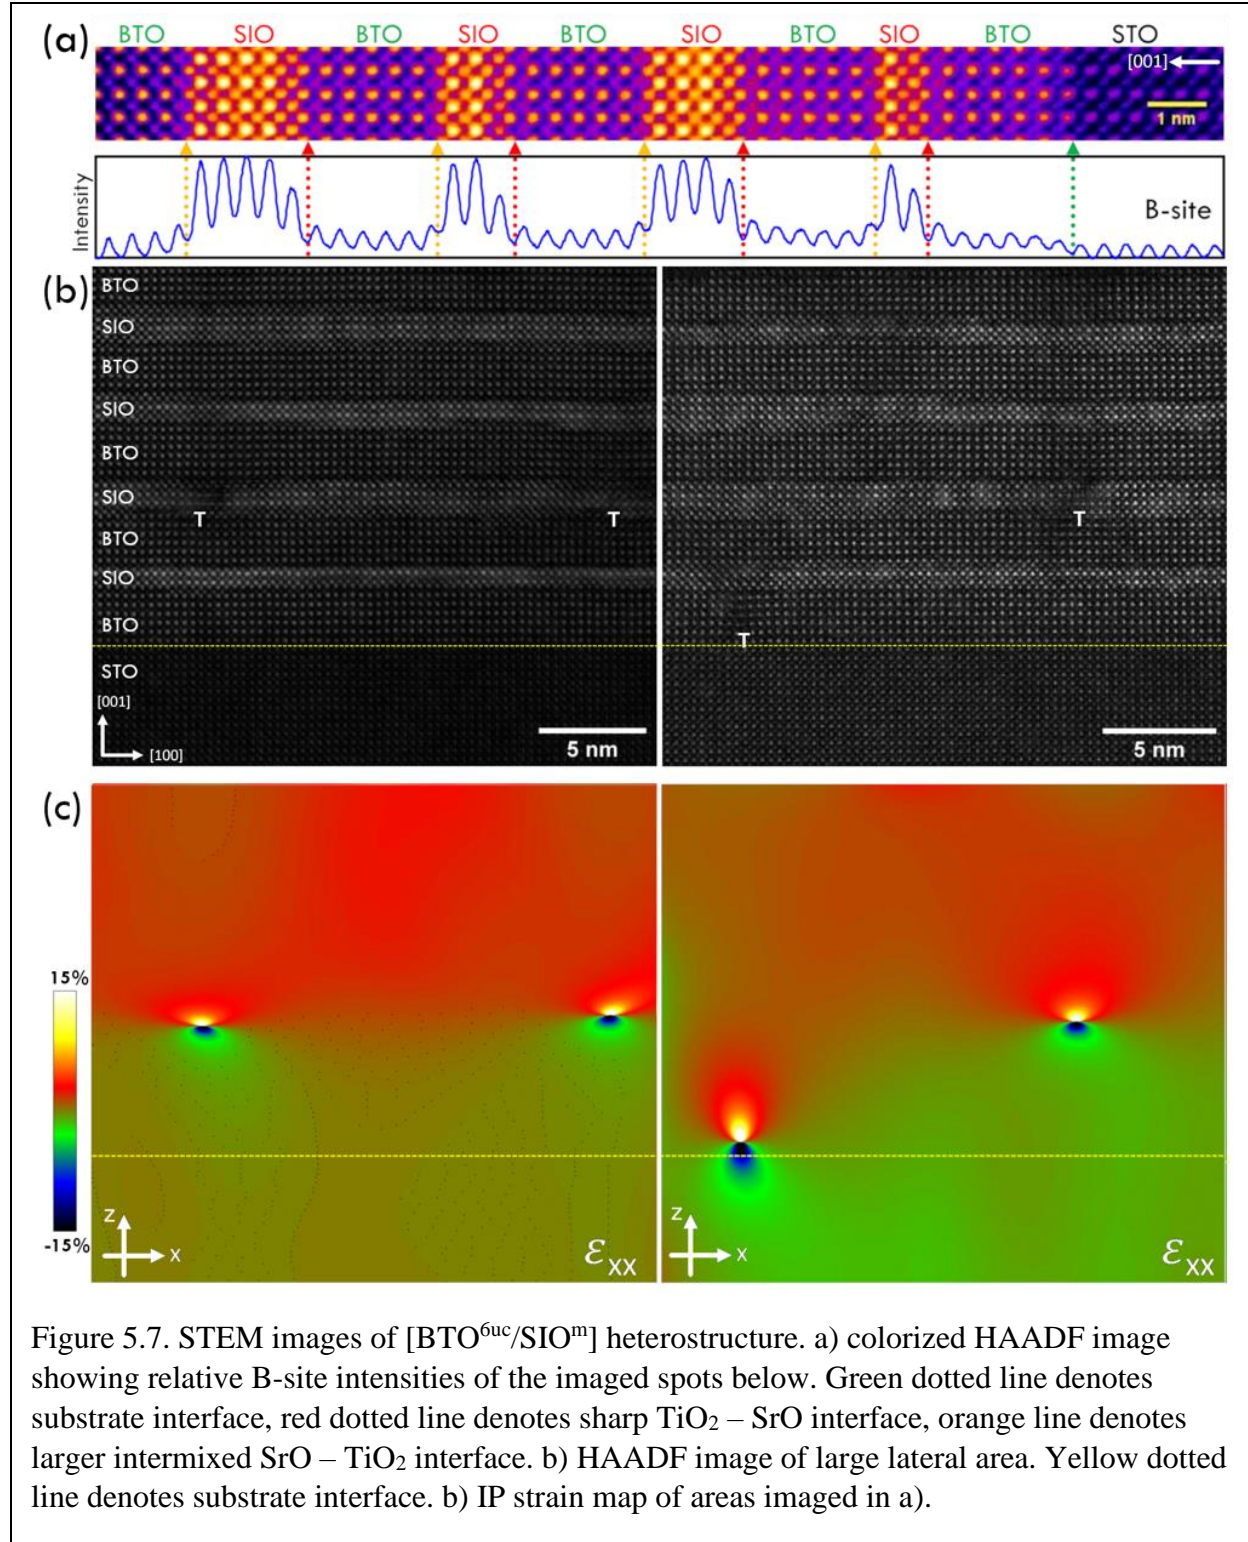 (a) BTO SIO BTO SIO BTO SIO BTO SIO BTO STO
[001]
1 nm
Intensity
B-site
(b)
BTO
SIO
BTO
SIO
BTO
SIO
T T T
BTO
SIO
BTO
T
STO
[001]
[100]
5 nm 5 nm
(c)
15%
-15%
z z
x x
εxx εxx
Figure 5.7. STEM images of [BTO⁶ᵘᶜ/SIOᵐ] heterostructure. a) colorized HAADF image
showing relative B-site intensities of the imaged spots below. Green dotted line denotes
substrate interface, red dotted line denotes sharp TiO₂ – SrO interface, orange line denotes
larger intermixed SrO – TiO₂ interface. b) HAADF image of large lateral area. Yellow dotted
line denotes substrate interface. b) IP strain map of areas imaged in a).